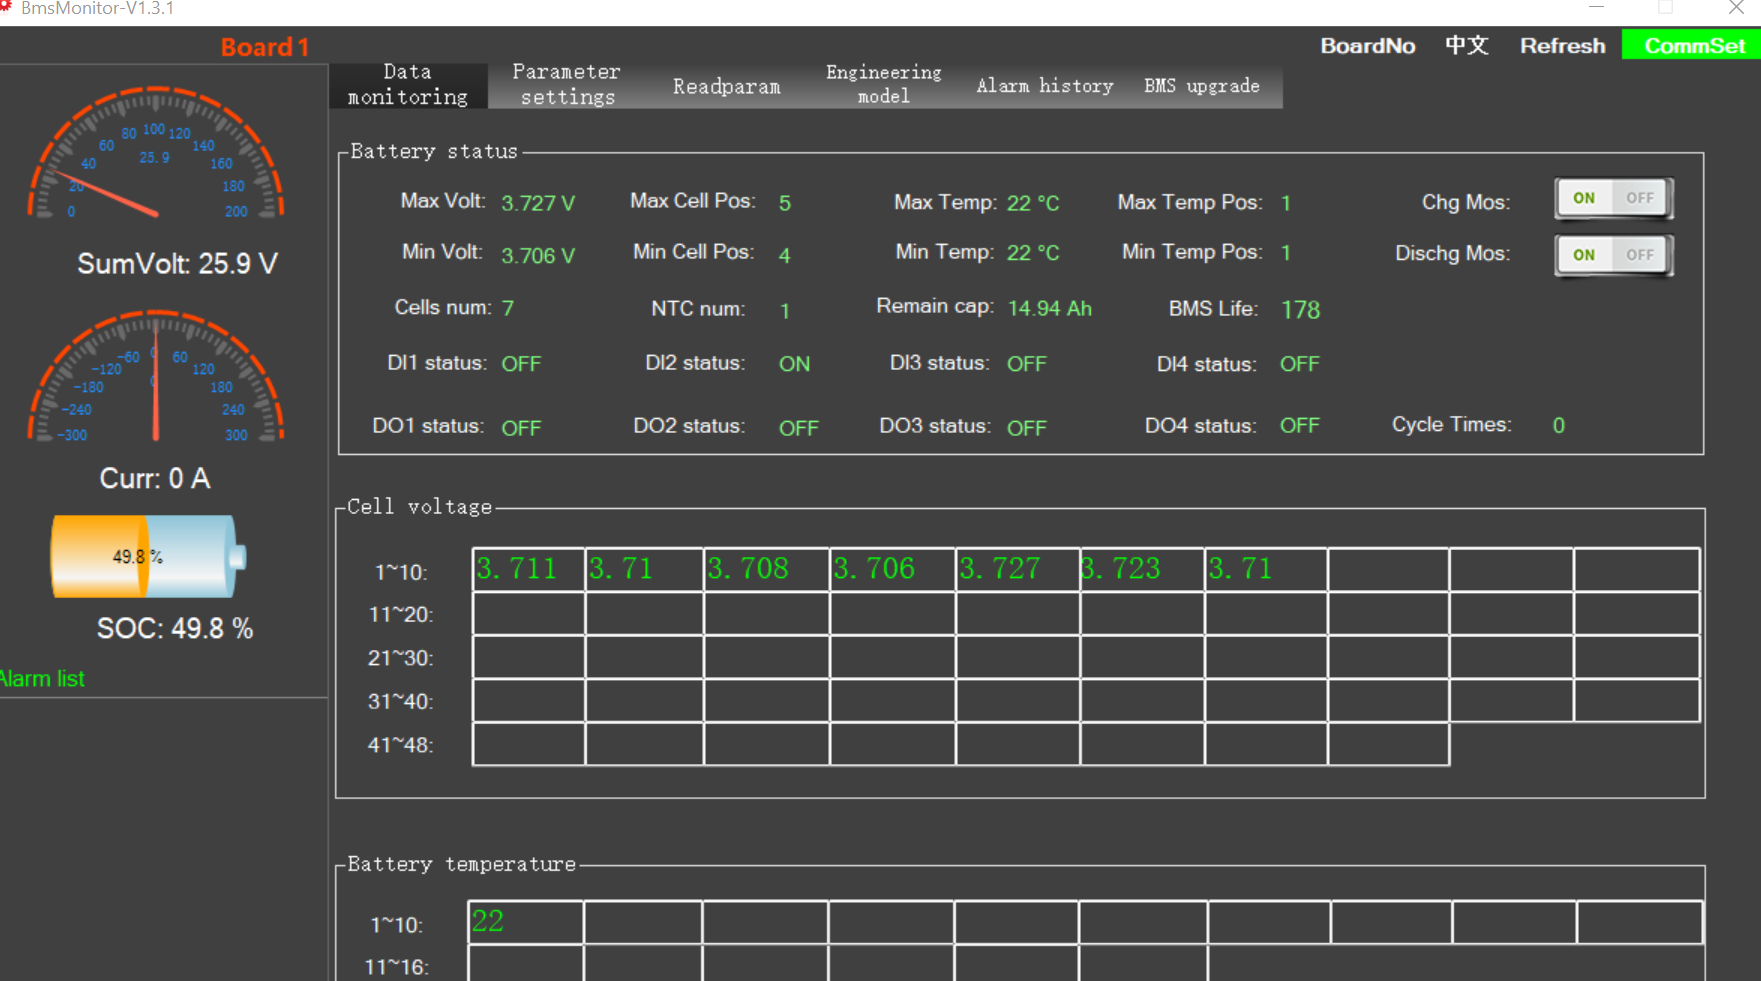 BmsMonitor-V1.3.1
Board 1
BoardNo 中文 Refresh CommSet
Data monitoring
Parameter settings
Readparam
Engineering model
Alarm history
BMS upgrade
0 20 40 60 80 100 120 140 160 180 200
25.9
SumVolt: 25.9 V
-300 -240 -180 -120 -60 0 60 120 180 240 300
0
Curr: 0 A
49.8 %
SOC: 49.8 %
Alarm list
Battery status
Max Volt: 3.727 V Max Cell Pos: 5 Max Temp: 22 °C Max Temp Pos: 1 Chg Mos: ON OFF
Min Volt: 3.706 V Min Cell Pos: 4 Min Temp: 22 °C Min Temp Pos: 1 Dischg Mos: ON OFF
Cells num: 7 NTC num: 1 Remain cap: 14.94 Ah BMS Life: 178
DI1 status: OFF DI2 status: ON DI3 status: OFF DI4 status: OFF
DO1 status: OFF DO2 status: OFF DO3 status: OFF DO4 status: OFF Cycle Times: 0
Cell voltage
1~10: 3.711 3.71 3.708 3.706 3.727 3.723 3.71
11~20:
21~30:
31~40:
41~48:
Battery temperature
1~10: 22
11~16: